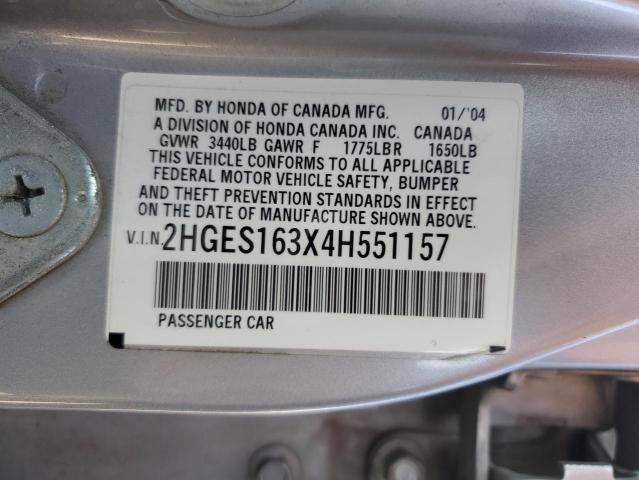 MFD. BY HONDA OF CANADA MFG. 01/'04
A DIVISION OF HONDA CANADA INC. CANADA
GVWR 3440LB GAWR F 1775LB R 1650LB
THIS VEHICLE CONFORMS TO ALL APPLICABLE
FEDERAL MOTOR VEHICLE SAFETY, BUMPER
AND THEFT PREVENTION STANDARDS IN EFFECT
ON THE DATE OF MANUFACTURE SHOWN ABOVE.
V.I.N. 2HGES163X4H551157
PASSENGER CAR